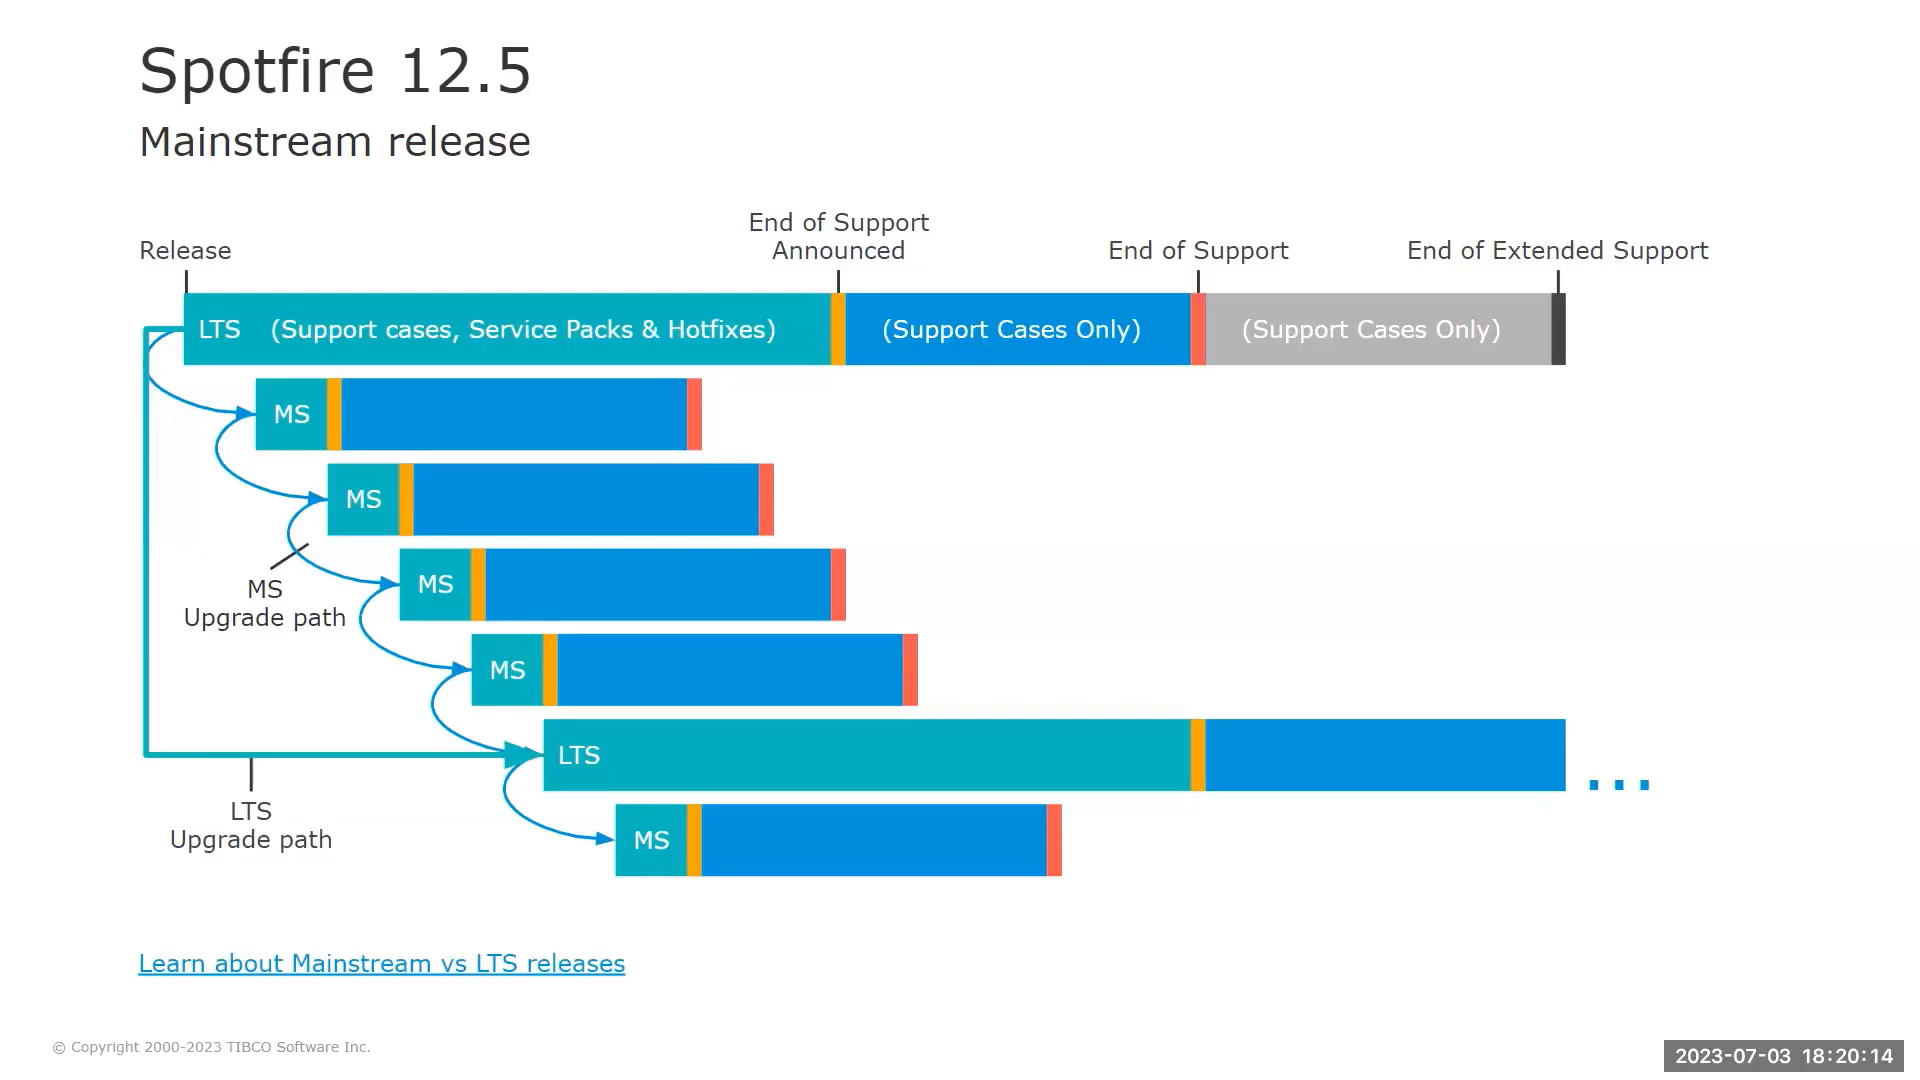 Spotfire 12.5
Mainstream release
End of Support
Announced
Release
End of Support
End of Extended Support
LTS (Support cases, Service Packs & Hotfixes)
(Support Cases Only)
(Support Cases Only)
MS
MS
MS
MS
Upgrade path
MS
LTS
LTS
Upgrade path
MS
Learn about Mainstream vs LTS releases
© Copyright 2000-2023 TIBCO Software Inc.
2023-07-03 18:20:14